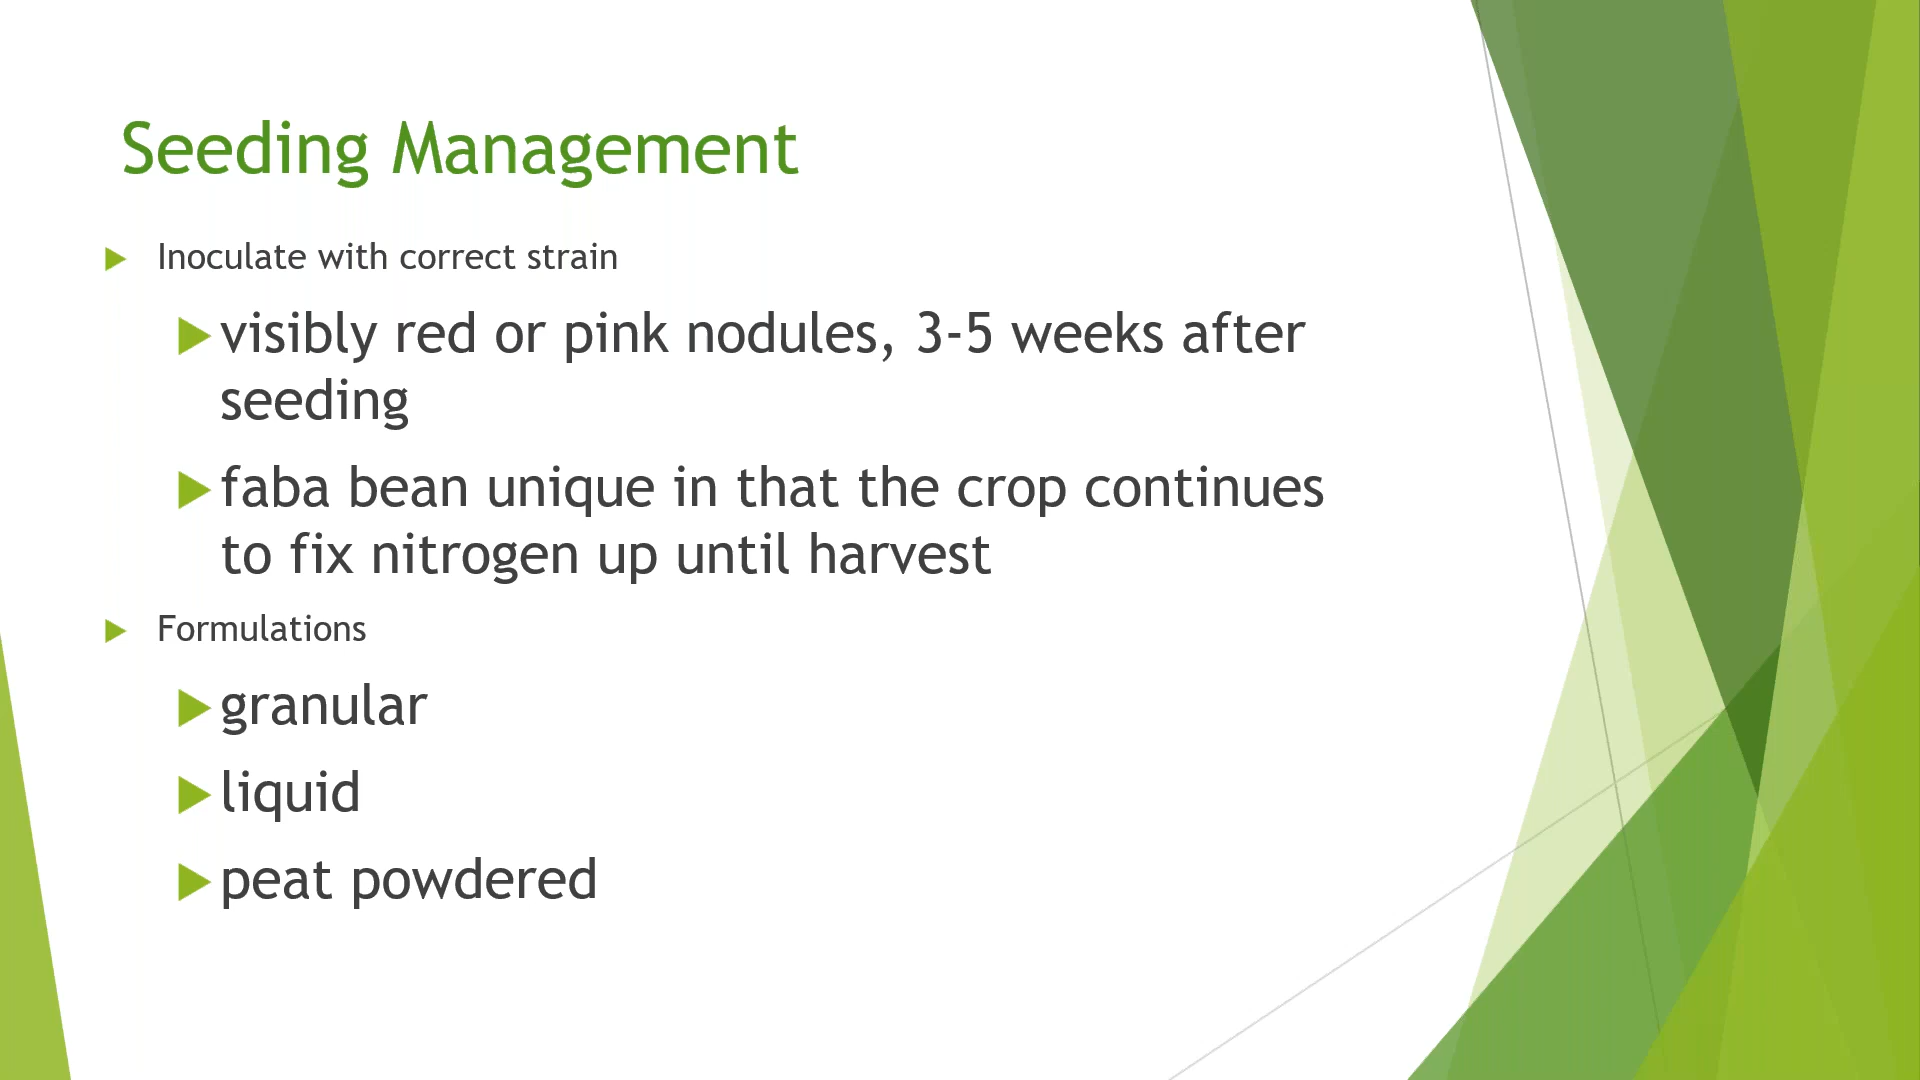 Seeding Management
Inoculate with correct strain
visibly red or pink nodules, 3-5 weeks after
seeding
faba bean unique in that the crop continues
to fix nitrogen up until harvest
Formulations
granular
liquid
peat powdered